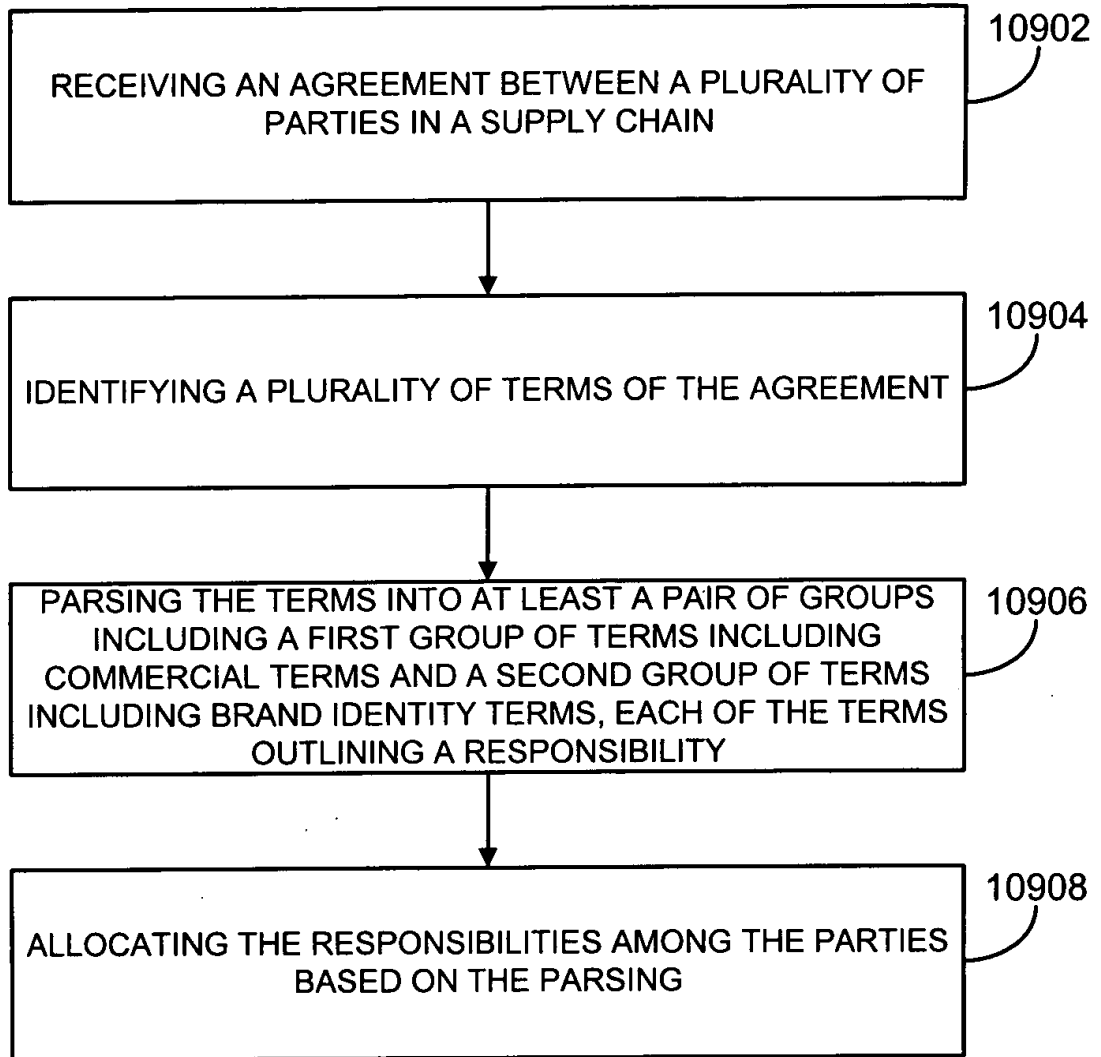 10902
RECEIVING AN AGREEMENT BETWEEN A PLURALITY OF
PARTIES IN A SUPPLY CHAIN
10904
IDENTIFYING A PLURALITY OF TERMS OF THE AGREEMENT
10906
PARSING THE TERMS INTO AT LEAST A PAIR OF GROUPS
INCLUDING A FIRST GROUP OF TERMS INCLUDING
COMMERCIAL TERMS AND A SECOND GROUP OF TERMS
INCLUDING BRAND IDENTITY TERMS, EACH OF THE TERMS
OUTLINING A RESPONSIBILITY
10908
ALLOCATING THE RESPONSIBILITIES AMONG THE PARTIES
BASED ON THE PARSING